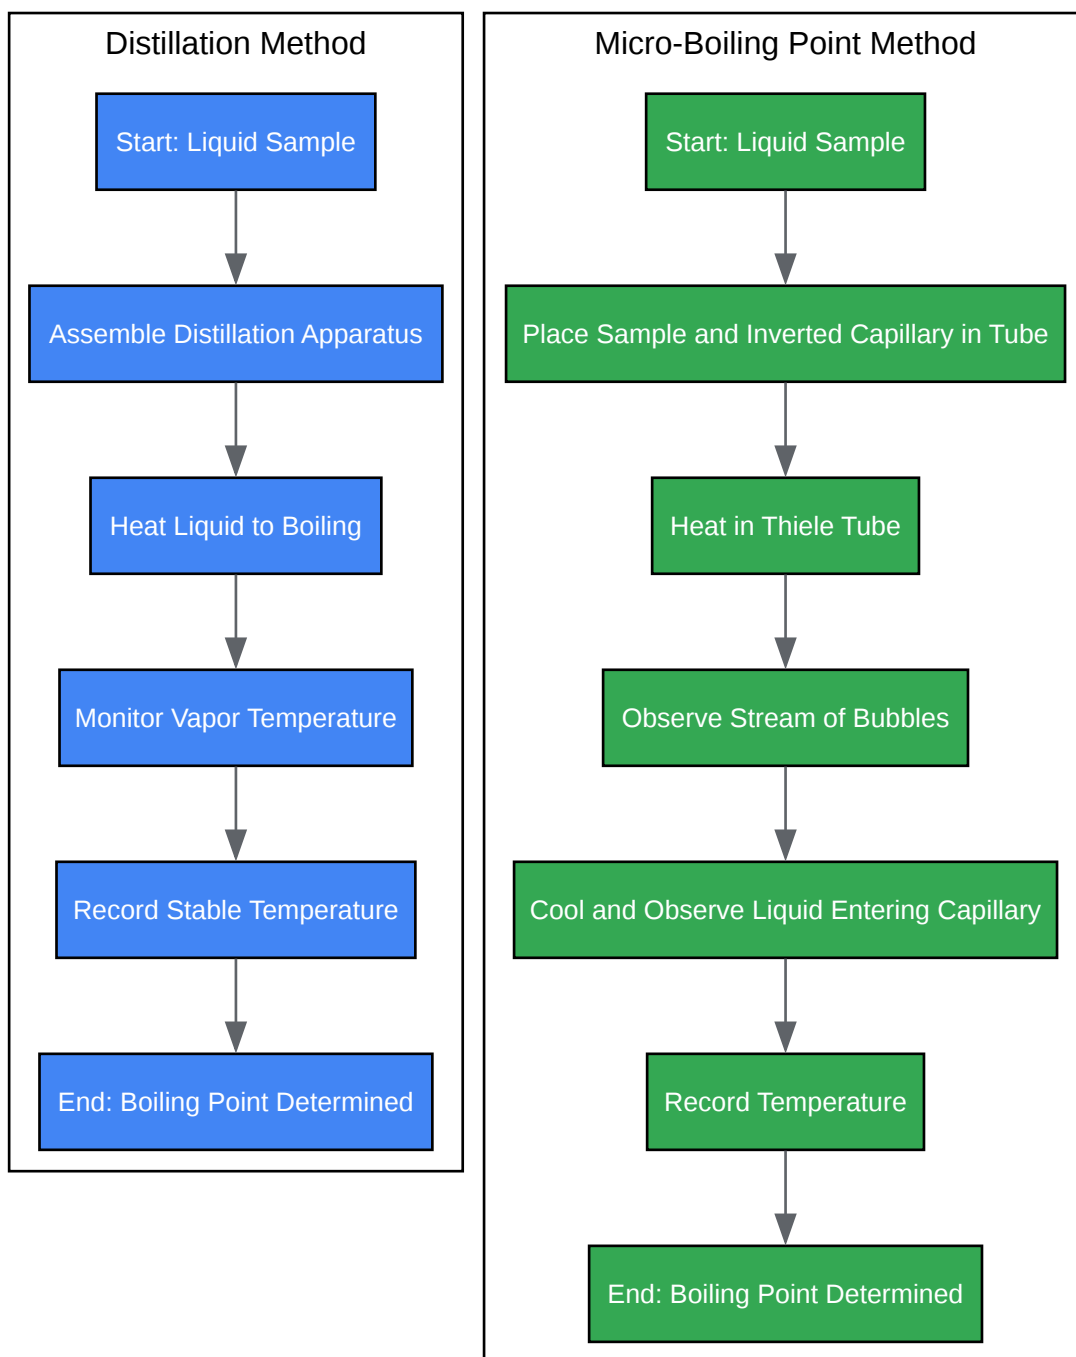 Distillation Method
Start: Liquid Sample
Assemble Distillation Apparatus
Heat Liquid to Boiling
Monitor Vapor Temperature
Record Stable Temperature
End: Boiling Point Determined
Micro-Boiling Point Method
Start: Liquid Sample
Place Sample and Inverted Capillary in Tube
Heat in Thiele Tube
Observe Stream of Bubbles
Cool and Observe Liquid Entering Capillary
Record Temperature
End: Boiling Point Determined